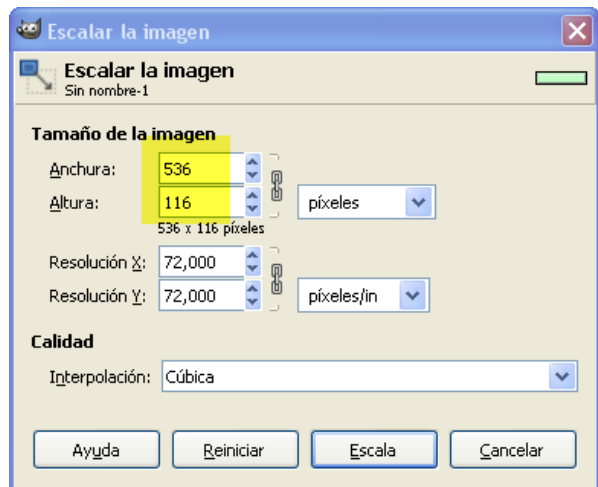 Escalar la imagen
Escalar la imagen
Sin nombre-1
Tamaño de la imagen
Anchura: 536
Altura: 116 píxeles
536 x 116 píxeles
Resolución X: 72,000
Resolución Y: 72,000 píxeles/in
Calidad
Interpolación: Cúbica
Ayuda Reiniciar Escala Cancelar